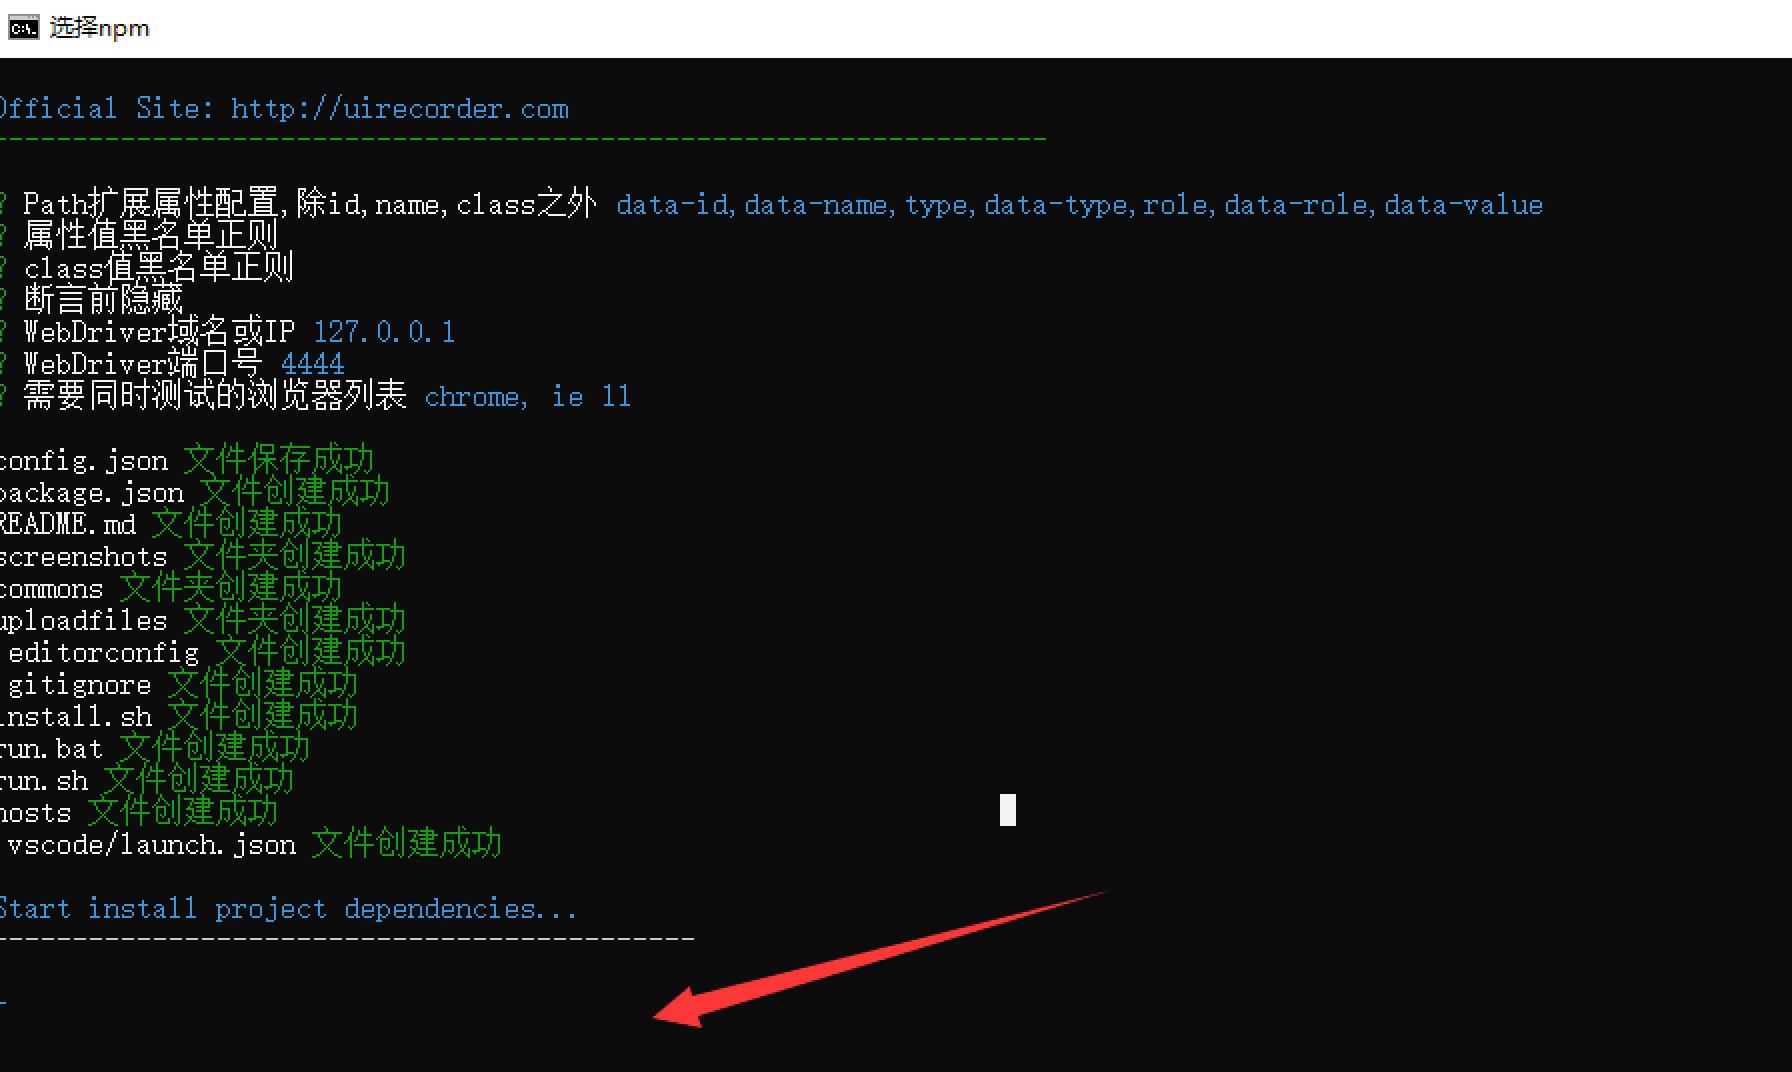 选择npm
Official Site: http://uirecorder.com
------------------------------------------------------------------
? Path扩展属性配置,除id,name,class之外 data-id,data-name,type,data-type,role,data-role,data-value
? 属性值黑名单正则
? class值黑名单正则
? 断言前隐藏
? WebDriver域名或IP 127.0.0.1
? WebDriver端口号 4444
? 需要同时测试的浏览器列表 chrome, ie 11
config.json 文件保存成功
package.json 文件创建成功
README.md 文件创建成功
screenshots 文件夹创建成功
commons 文件夹创建成功
uploadfiles 文件夹创建成功
editorconfig 文件创建成功
gitignore 文件创建成功
install.sh 文件创建成功
run.bat 文件创建成功
run.sh 文件创建成功
hosts 文件创建成功
vscode/launch.json 文件创建成功
Start install project dependencies...
--------------------------------------------